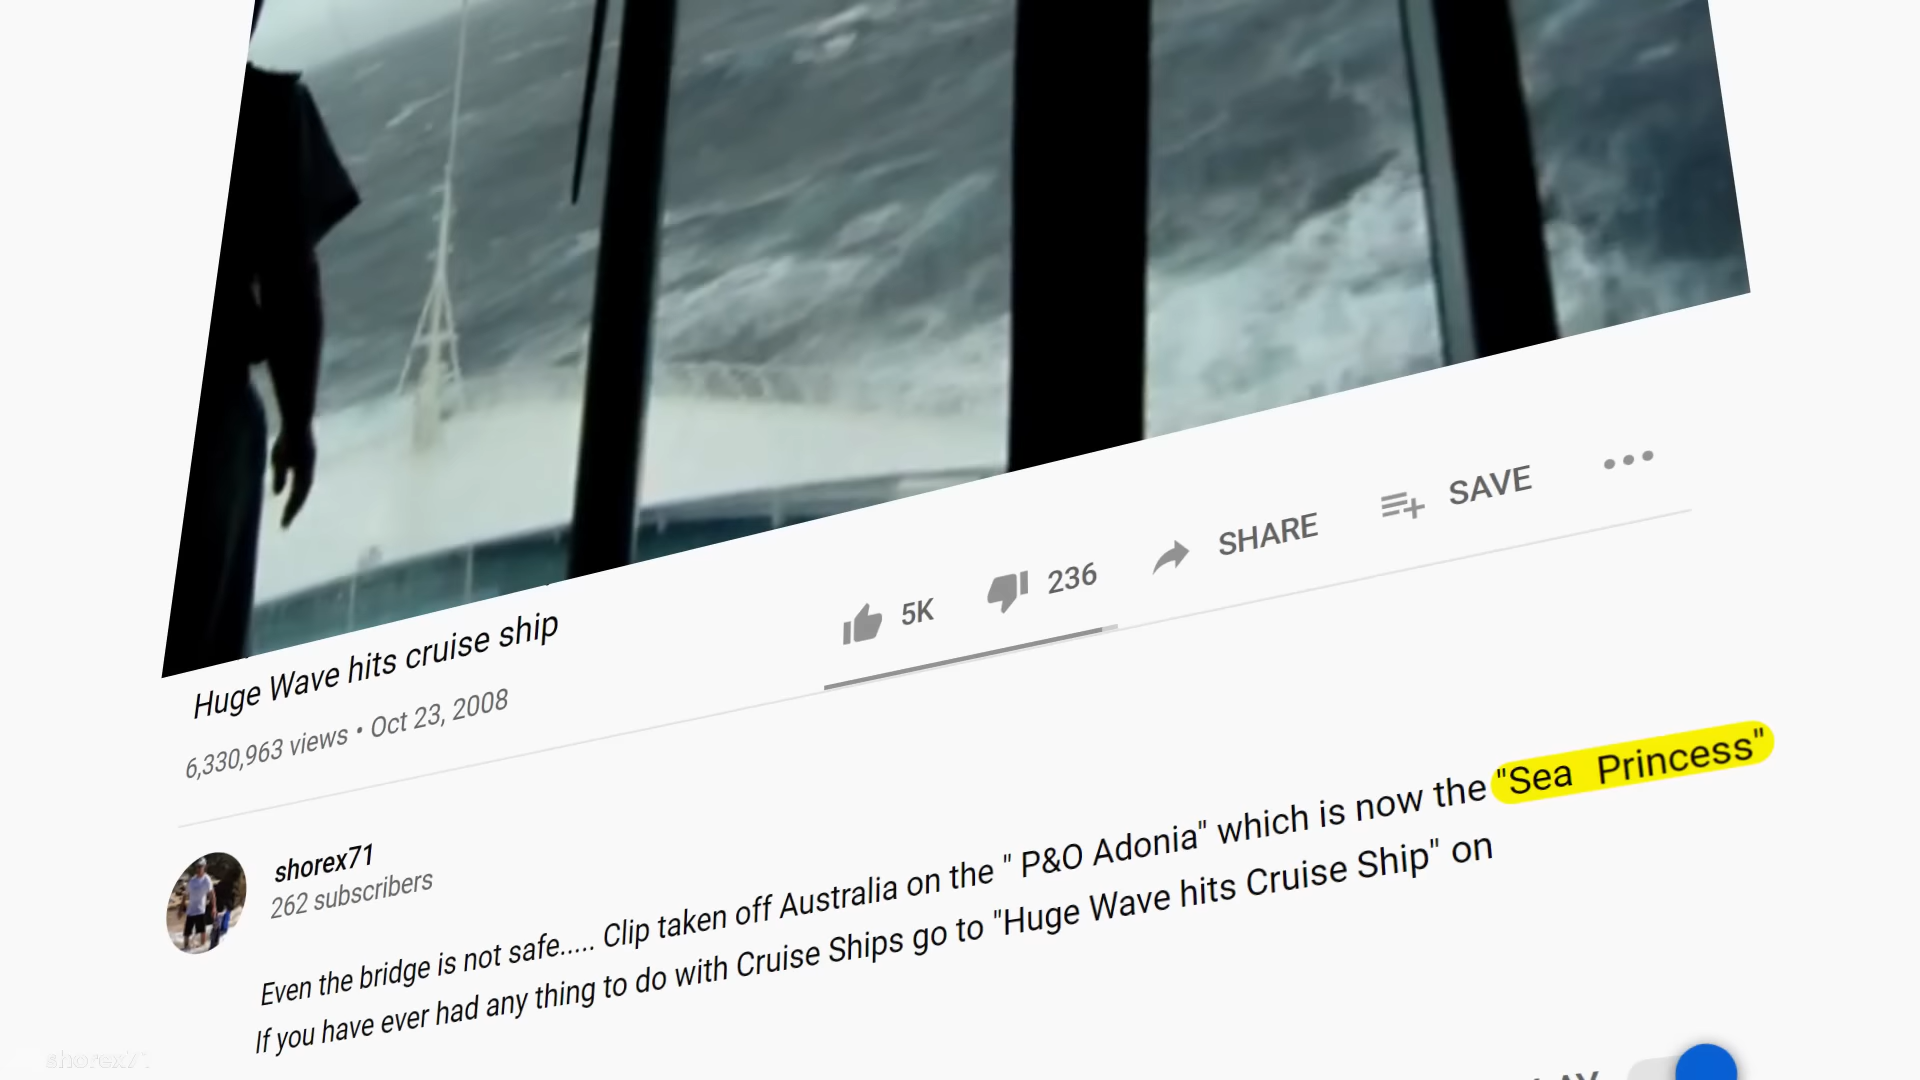 Huge Wave hits cruise ship
6,330,963 views • Oct 23, 2008
5K 236 SHARE SAVE
shorex71
262 subscribers
Even the bridge is not safe..... Clip taken off Australia on the " P&O Adonia" which is now the "Sea Princess"
If you have ever had any thing to do with Cruise Ships go to "Huge Wave hits Cruise Ship" on
shorex71